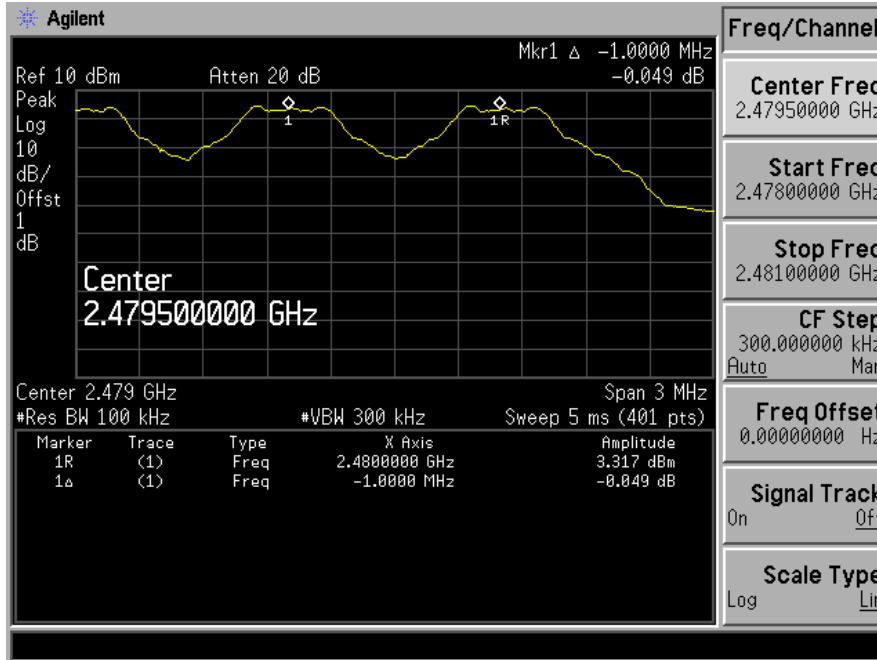 Agilent
Mkr1 Δ -1.0000 MHz
Ref 10 dBm Atten 20 dB -0.049 dB
Peak
Log
10
dB/
Offst
1
dB
1
1R
Center
2.479500000 GHz
Center 2.479 GHz Span 3 MHz
#Res BW 100 kHz #VBW 300 kHz Sweep 5 ms (401 pts)
Marker Trace Type X Axis Amplitude
1R (1) Freq 2.4800000 GHz 3.317 dBm
1Δ (1) Freq -1.0000 MHz -0.049 dB
Freq/Channel
Center Freq
2.47950000 GHz
Start Freq
2.47800000 GHz
Stop Freq
2.48100000 GHz
CF Step
300.000000 kHz
Auto Man
Freq Offset
0.00000000 Hz
Signal Track
On Off
Scale Type
Log Lin